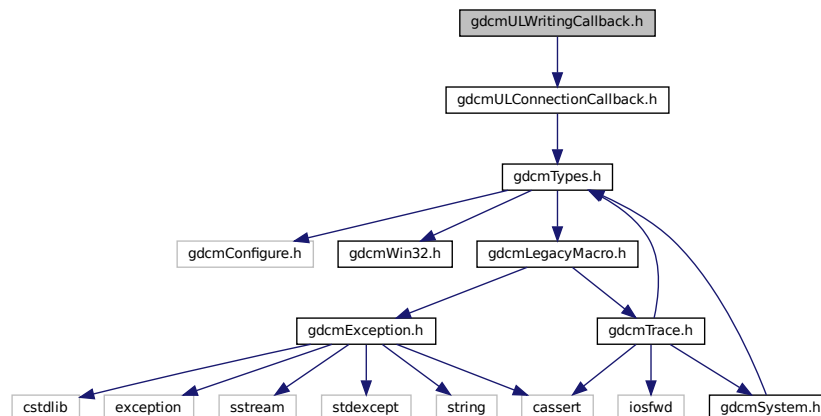 gdcmULWritingCallback.h
gdcmULConnectionCallback.h
gdcmTypes.h
gdcmConfigure.h
gdcmWin32.h
gdcmLegacyMacro.h
gdcmException.h
gdcmTrace.h
cstdlib
exception
sstream
stdexcept
string
cassert
iosfwd
gdcmSystem.h